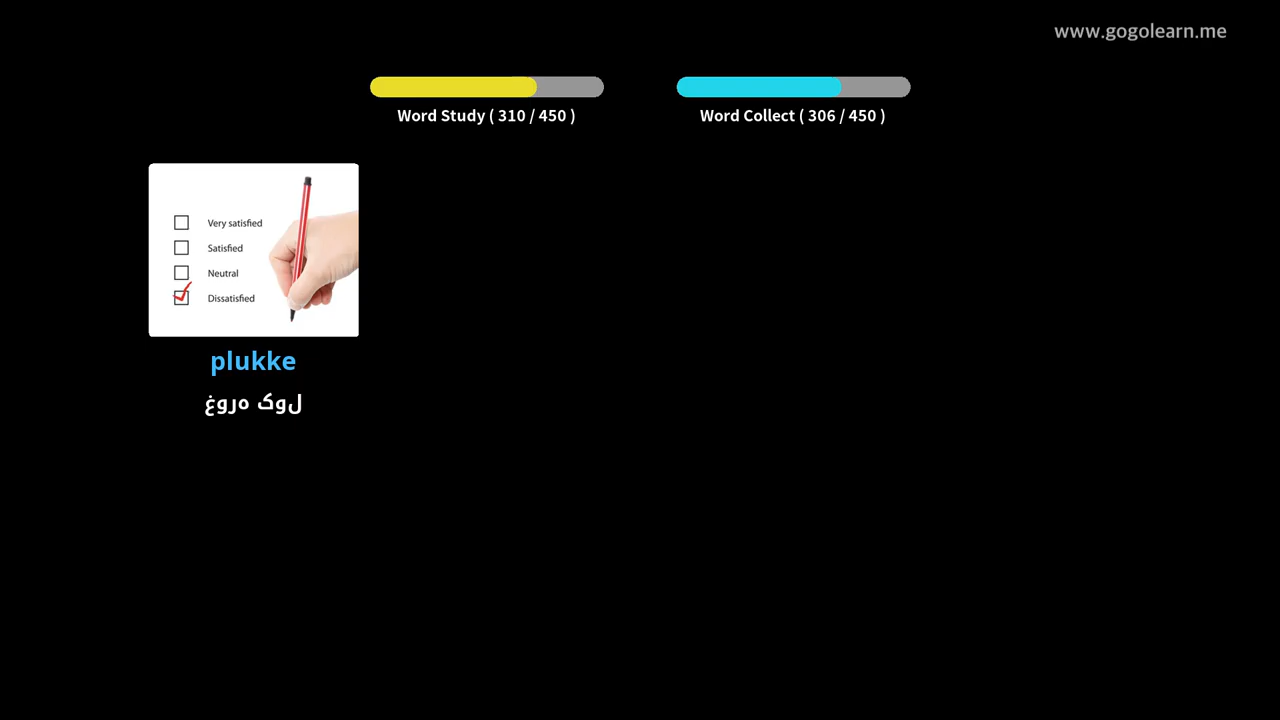 www.gogolearn.me
Word Study ( 310 / 450 )
Word Collect ( 306 / 450 )
Very satisfied
Satisfied
Neutral
Dissatisfied
plukke
غوره کول